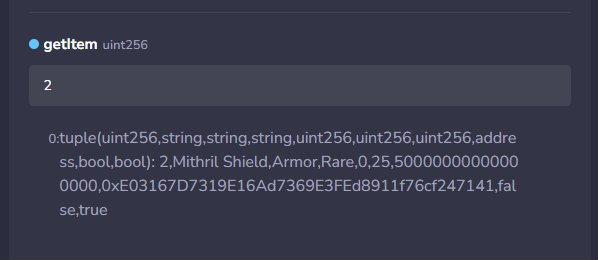 getItem uint256
2
0:tuple(uint256,string,string,string,uint256,uint256,uint256,addre
ss,bool,bool): 2,Mithril Shield,Armor,Rare,0,25,5000000000000
0000,0xE03167D7319E16Ad7369E3FEd8911f76cf247141,fal
se,true